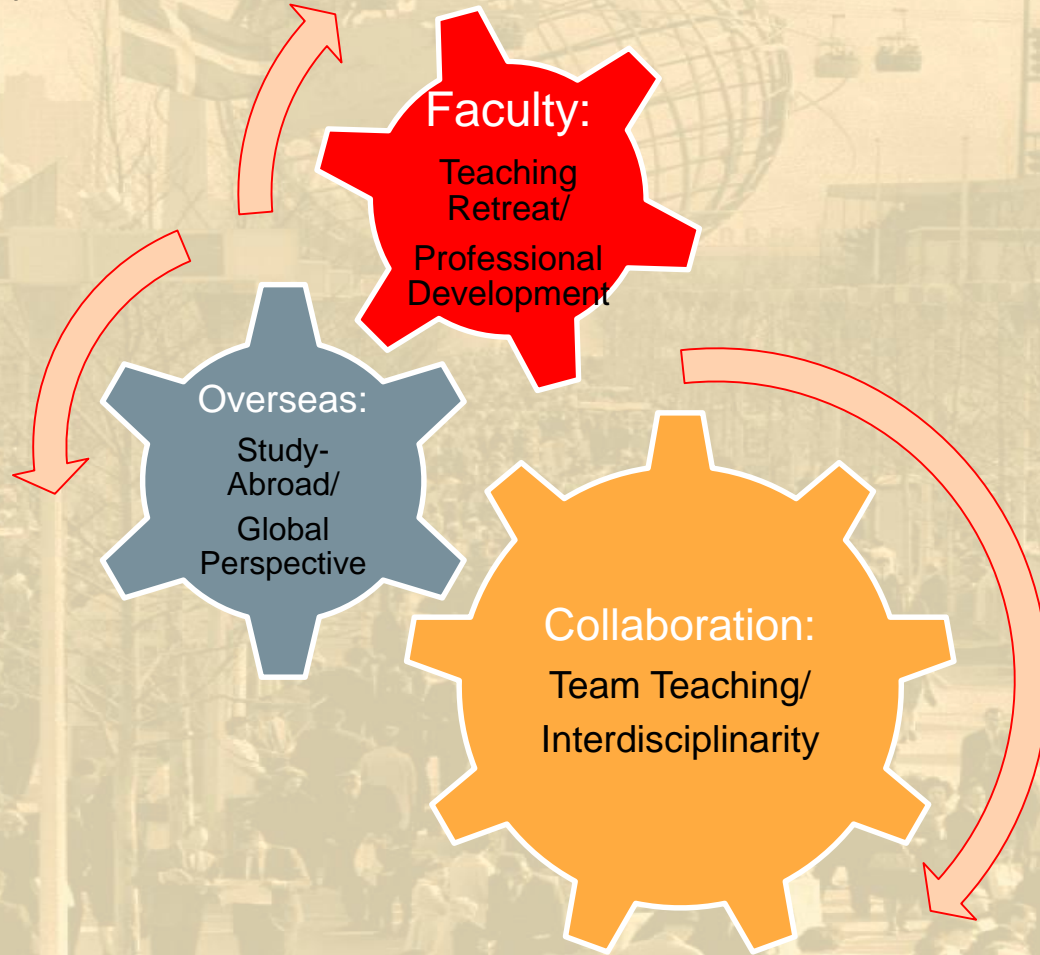 Faculty:
Teaching
Retreat/
Professional
Development
Overseas:
Study-
Abroad/
Global
Perspective
Collaboration:
Team Teaching/
Interdisciplinarity